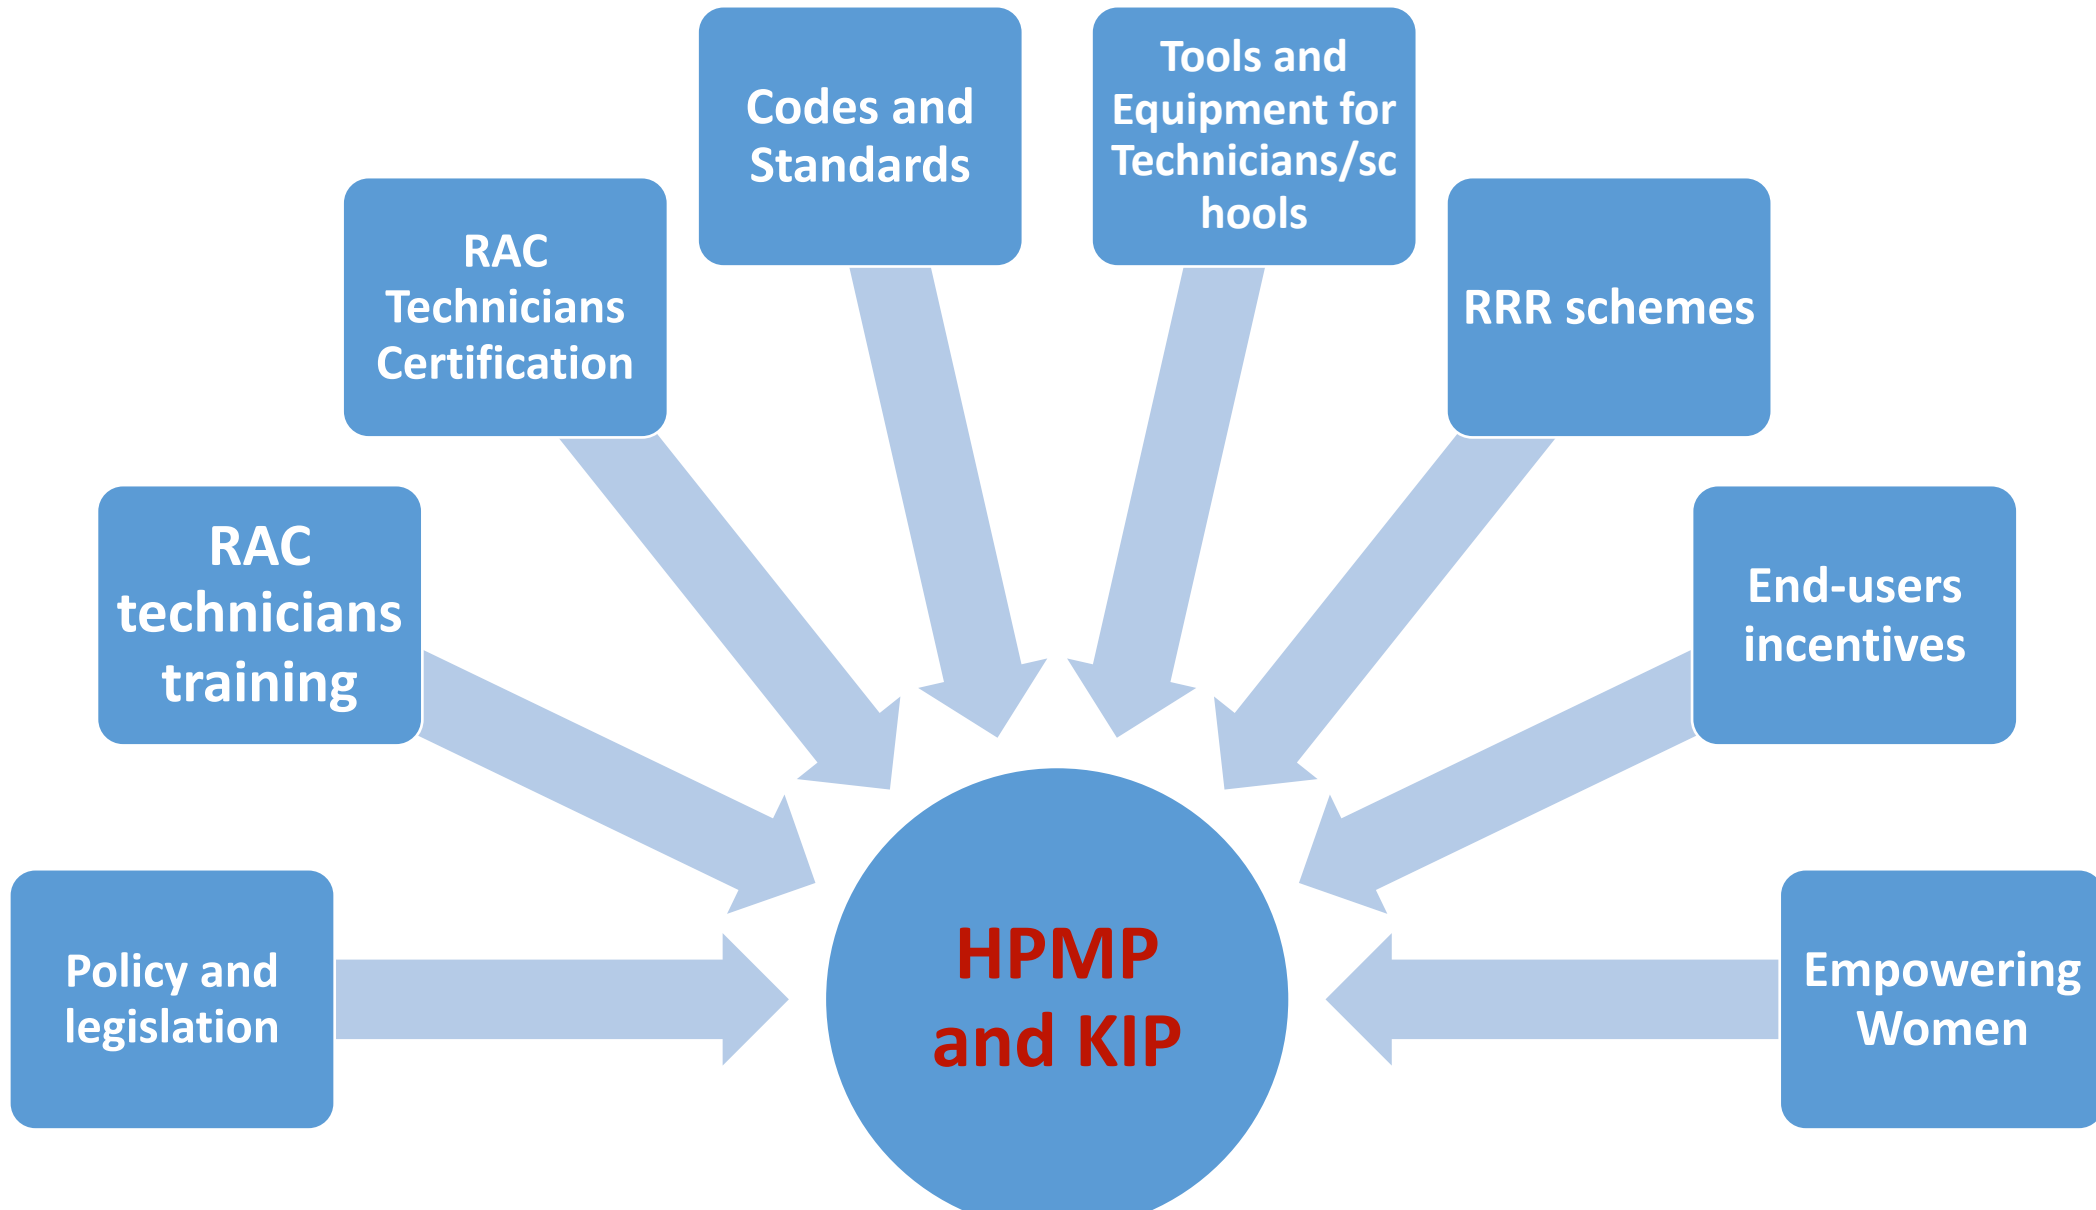 Policy and
legislation
RAC
technicians
training
RAC
Technicians
Certification
Codes and
Standards
Tools and
Equipment for
Technicians/sc
hools
RRR schemes
End-users
incentives
Empowering
Women
HPMP
and KIP